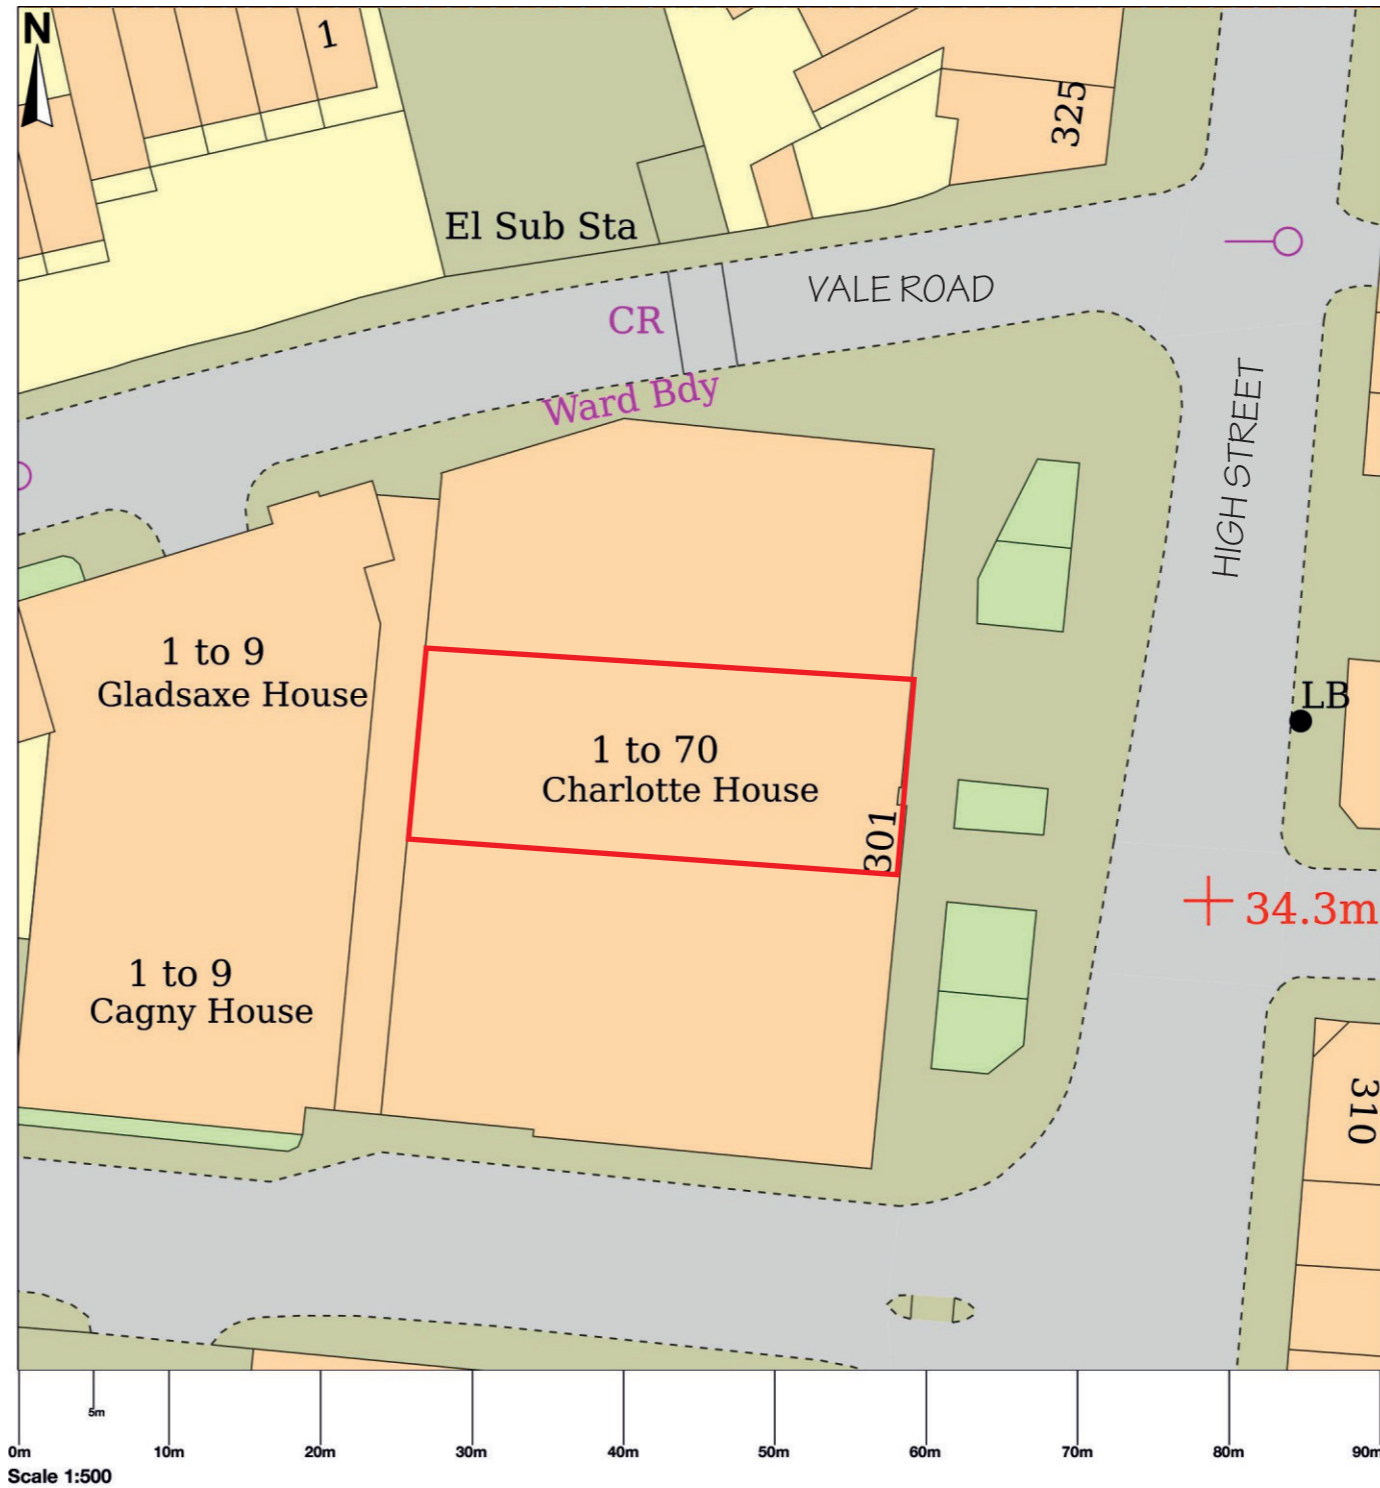 N
1
325
El Sub Sta
VALE ROAD
CR
Ward Bdy
HIGH STREET
1 to 9
Gladsaxe House
LB
1 to 70
Charlotte House
301
34.3m
1 to 9
Cagny House
310
5m
0m 10m 20m 30m 40m 50m 60m 70m 80m 90m
Scale 1:500